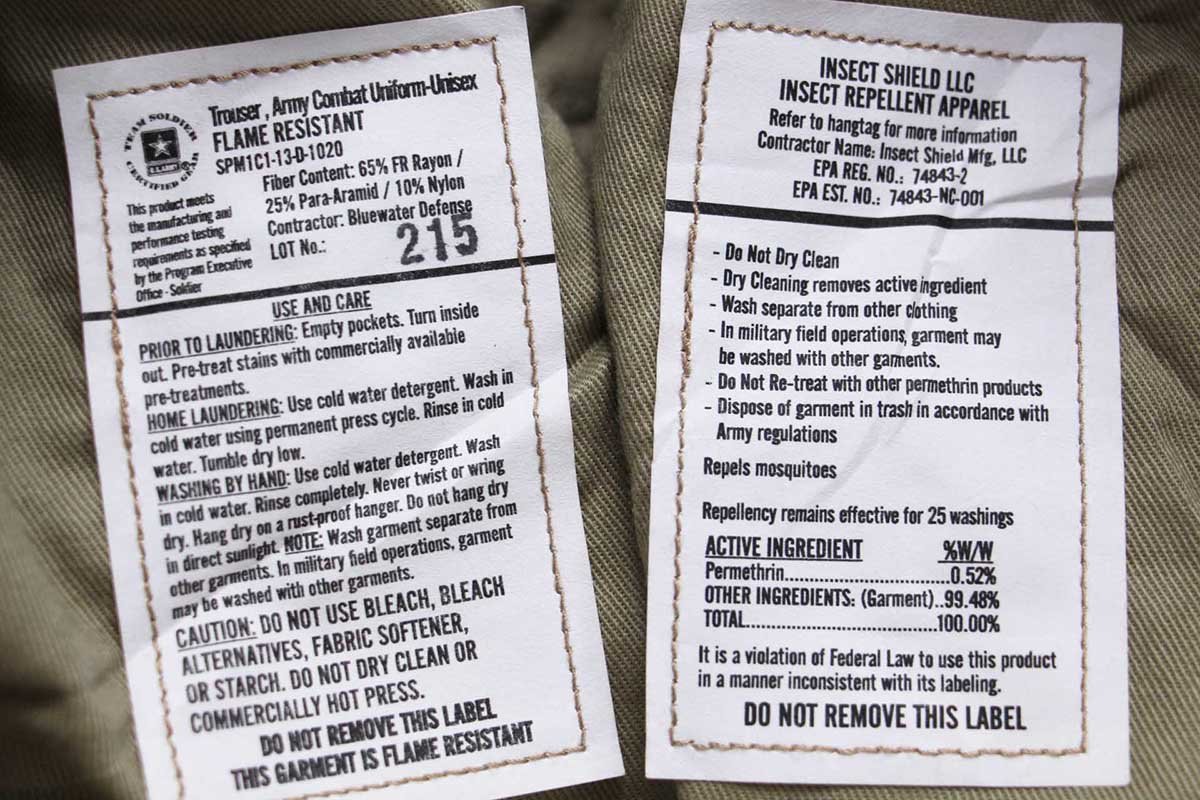 TEAM SOLDIER
U.S. ARMY
CERTIFIED GEAR
Trouser , Army Combat Uniform-Unisex
FLAME RESISTANT
SPM1C1-13-D-1020
Fiber Content: 65% FR Rayon /
25% Para-Aramid / 10% Nylon
Contractor: Bluewater Defense
LOT No.: 215
This product meets
the manufacturing and
performance testing
requirements as specified
by the Program Executive
Office - Soldier
USE AND CARE
PRIOR TO LAUNDERING: Empty pockets. Turn inside
out. Pre-treat stains with commercially available
pre-treatments.
HOME LAUNDERING: Use cold water detergent. Wash in
cold water using permanent press cycle. Rinse in cold
water. Tumble dry low.
WASHING BY HAND: Use cold water detergent. Wash
in cold water. Rinse completely. Never twist or wring
dry. Hang dry on a rust-proof hanger. Do not hang dry
in direct sunlight. NOTE: Wash garment separate from
other garments. In military field operations, garment
may be washed with other garments.
CAUTION: DO NOT USE BLEACH, BLEACH
ALTERNATIVES, FABRIC SOFTENER,
OR STARCH. DO NOT DRY CLEAN OR
COMMERCIALLY HOT PRESS.
DO NOT REMOVE THIS LABEL
THIS GARMENT IS FLAME RESISTANT
INSECT SHIELD LLC
INSECT REPELLENT APPAREL
Refer to hangtag for more information
Contractor Name: Insect Shield Mfg, LLC
EPA REG. NO.: 74843-2
EPA EST. NO.: 74843-NC-001
- Do Not Dry Clean
- Dry Cleaning removes active ingredient
- Wash separate from other clothing
- In military field operations, garment may
be washed with other garments.
- Do Not Re-treat with other permethrin products
- Dispose of garment in trash in accordance with
Army regulations
Repels mosquitoes
Repellency remains effective for 25 washings
ACTIVE INGREDIENT %W/W
Permethrin.........................0.52%
OTHER INGREDIENTS: (Garment)..99.48%
TOTAL.............................100.00%
It is a violation of Federal Law to use this product
in a manner inconsistent with its labeling.
DO NOT REMOVE THIS LABEL